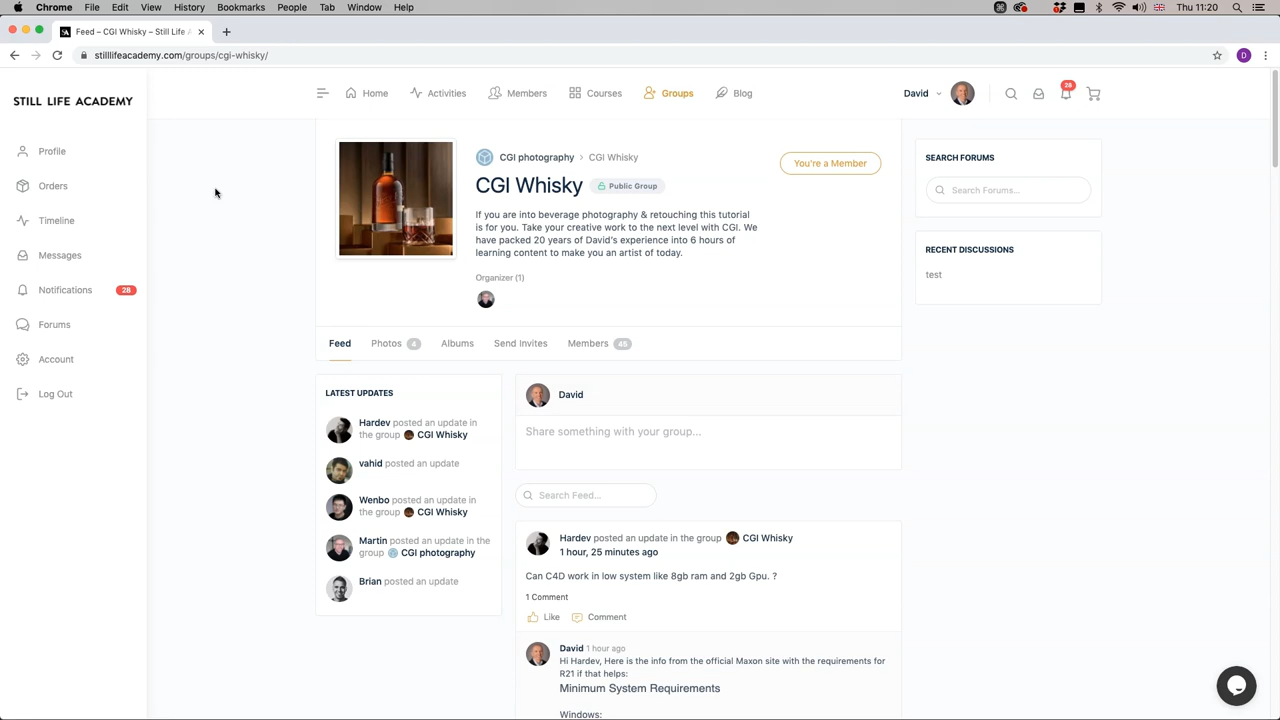 Chrome File Edit View History Bookmarks People Tab Window Help Thu 11:20
Feed – CGI Whisky – Still Life A
stilllifeacademy.com/groups/cgi-whisky/ D
STILL LIFE ACADEMY
Home Activities Members Courses Groups Blog David 28
Profile
Orders
Timeline
Messages
Notifications 28
Forums
Account
Log Out
CGI photography > CGI Whisky
CGI Whisky Public Group
You're a Member
If you are into beverage photography & retouching this tutorial
is for you. Take your creative work to the next level with CGI. We
have packed 20 years of David's experience into 6 hours of
learning content to make you an artist of today.
Organizer (1)
Feed Photos 4 Albums Send Invites Members 45
SEARCH FORUMS
Search Forums...
RECENT DISCUSSIONS
test
LATEST UPDATES
Hardev posted an update in
the group CGI Whisky
vahid posted an update
Wenbo posted an update in
the group CGI Whisky
Martin posted an update in the
group CGI photography
Brian posted an update
David
Share something with your group...
Search Feed...
Hardev posted an update in the group CGI Whisky
1 hour, 25 minutes ago
Can C4D work in low system like 8gb ram and 2gb Gpu. ?
1 Comment
Like Comment
David 1 hour ago
Hi Hardev, Here is the info from the official Maxon site with the requirements for
R21 if that helps:
Minimum System Requirements
Windows: